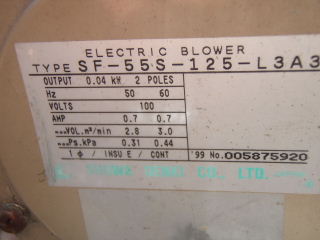 ELECTRIC BLOWER
TYPE SF-55S-125-L3A3
OUTPUT 0.04 kW 2 POLES
Hz 50 60
VOLTS 100
AMP 0.7 0.7
VOL. m³/min 2.8 3.0
Ps. kPa 0.31 0.44
1 φ / INSU E / CONT '99 No. 005875920
CO., LTD.